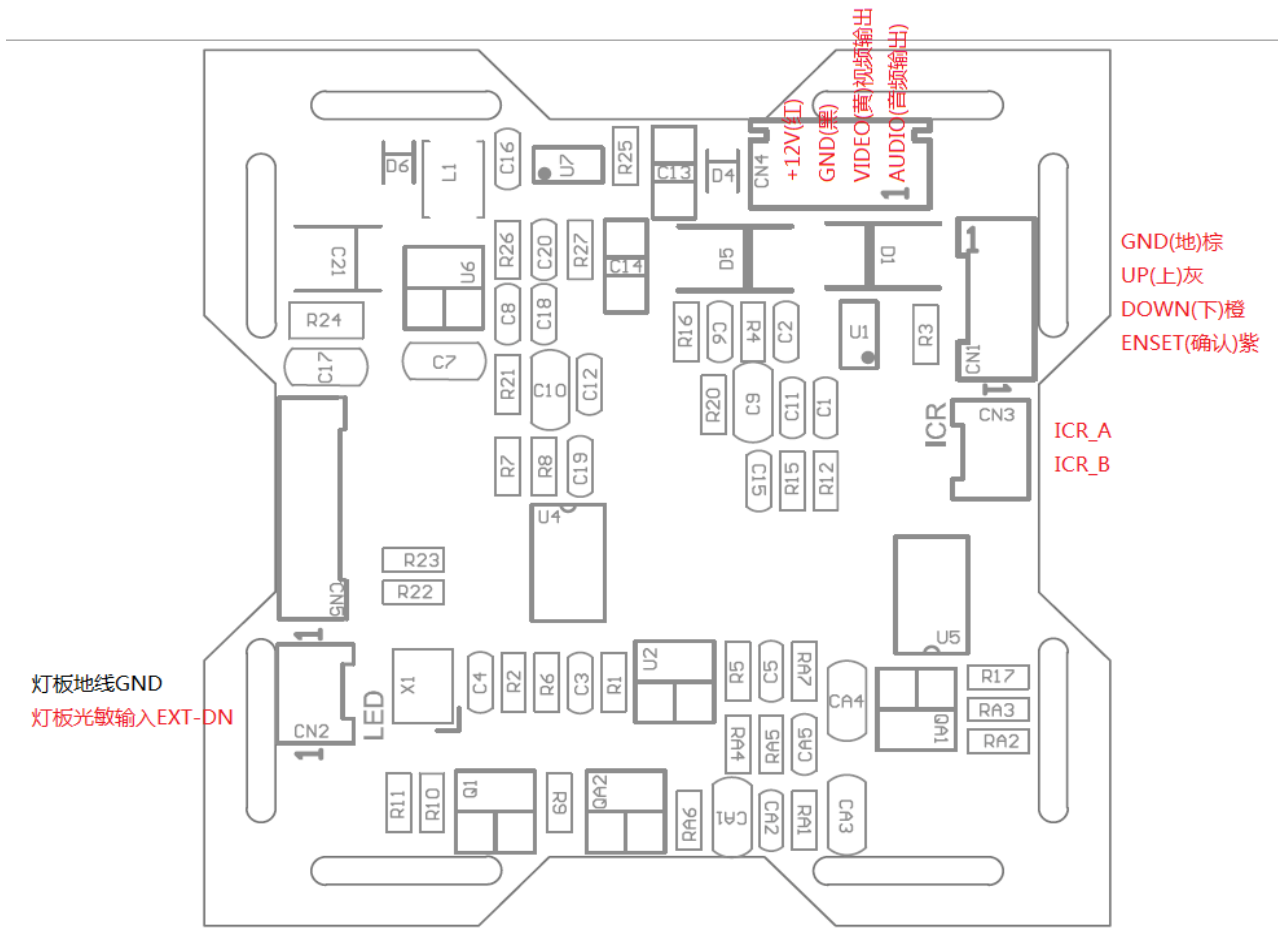 +12V(红)
GND(黑)
VIDEO(黄)视频输出
AUDIO(音频输出)
D6
L1
C16
U7
R25
C13
D4
CN4
1
C21
U6
R26
C20
R27
C14
D5
D1
1
GND(地)棕
UP(上)灰
DOWN(下)橙
ENSET(确认)紫
R24
C8
C18
R16
C6
R4
C2
U1
R3
CN1
C17
C7
R21
C10
C12
R20
C9
C11
C1
1
ICR
CN3
ICR_A
ICR_B
R7
R8
C19
C15
R15
R12
U4
R23
R22
CN5
1
U5
灯板地线GND
灯板光敏输入EXT-DN
CN2
1
LED
X1
C4
R2
R6
C3
R1
U2
R5
C5
RA7
CA4
QA1
R17
RA3
RA2
RA4
RA5
CA5
R11
R10
Q1
R9
QA2
RA6
CA1
CA2
RA1
CA3